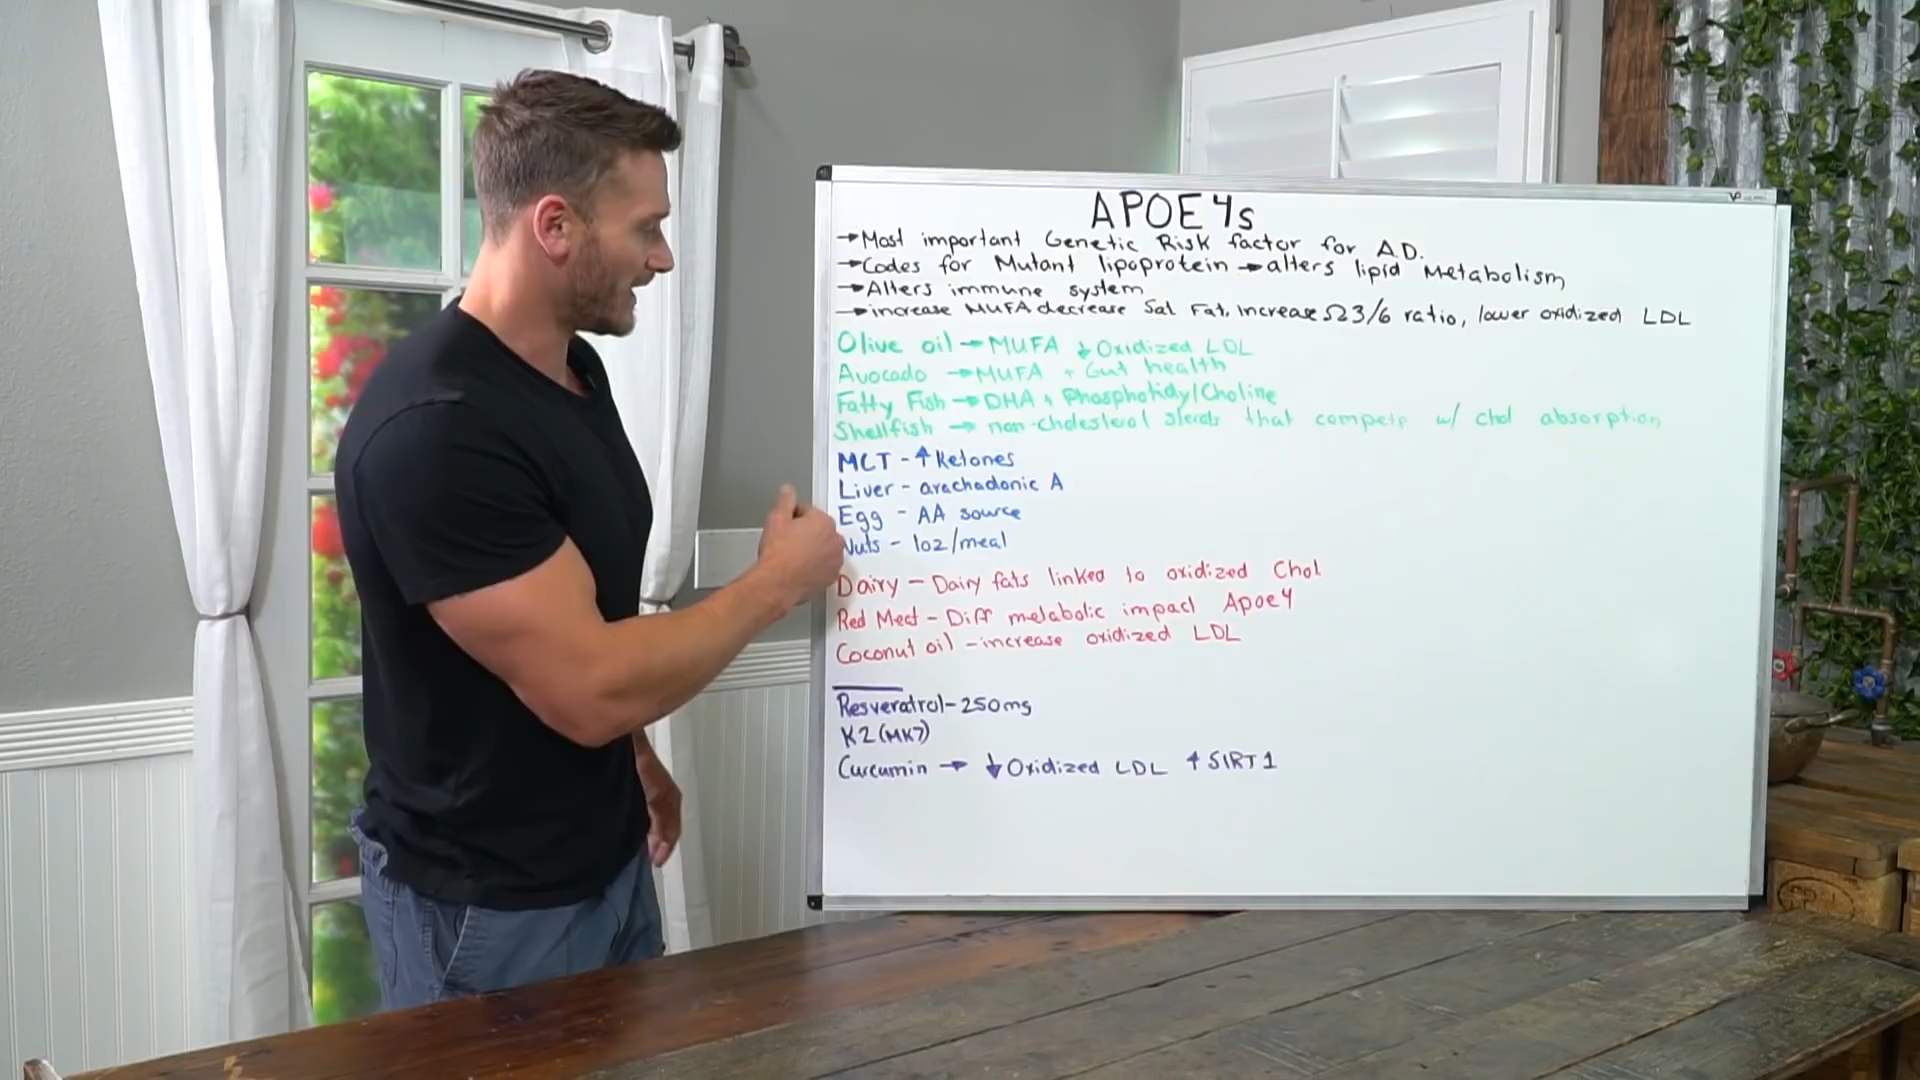 APOE4s
→Most important Genetic Risk factor for A.D.
→Codes for Mutant lipoprotein → alters lipid Metabolism
→Alters immune system
→increase MUFA decrease Sat Fat, Increase Ω3/6 ratio, lower oxidized LDL
Olive oil → MUFA ↓ Oxidized LDL
Avocado → MUFA + Gut health
Fatty Fish → DHA + Phosphotidy/Choline
Shellfish → non-cholesterol sterols that compete w/ chol absorption
MCT - ↑ Ketones
Liver - arachadonic A
Egg - AA source
Nuts - 1oz/meal
Dairy - Dairy fats linked to oxidized Chol
Red Meat - Diff metabolic impact Apoe4
Coconut oil - increase oxidized LDL
Resveratrol - 250mg
K2 (MK7)
Curcumin → ↓ Oxidized LDL ↑ SIRT1